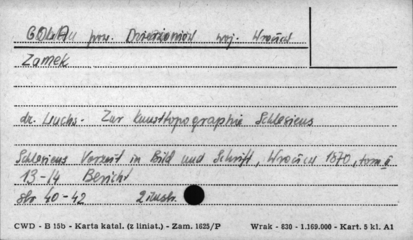 GOLA pow. Dzierżoniów woj. Wrocław
Zamek
dr. Luchs - Zur Kunsttopographie Schlesiens
Schlesiens Vorzeit in Bild und Schrift, Wrocław 1870, tom II
13-14 Bericht
Str 40-42 2 ilustr.
CWD - B 15b - Karta katal. (z liniat.) - Zam. 1625/P Wrak - 830 - 1.169.000 - Kart. 5 kl. A1